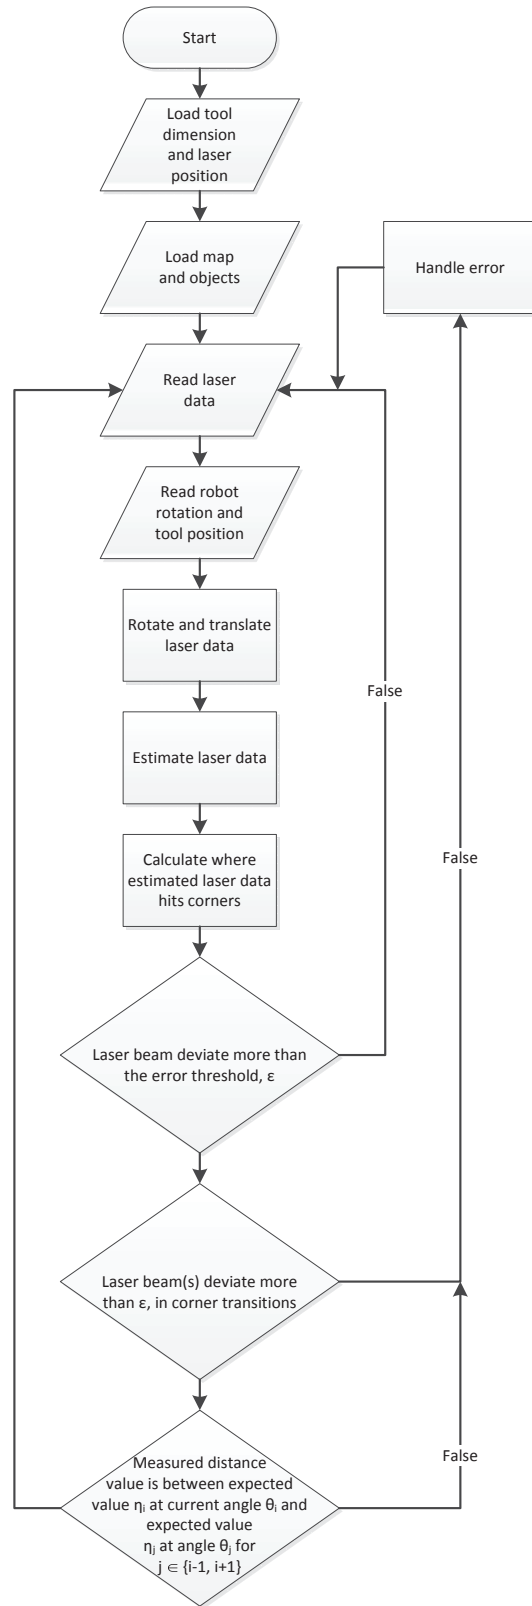 Start
Load tool
dimension
and laser
position
Load map
and objects
Handle error
Read laser
data
Read robot
rotation and
tool position
Rotate and translate
laser data
False
Estimate laser data
Calculate where
estimated laser data
hits corners
False
Laser beam deviate more than
the error threshold, ε
Laser beam(s) deviate more
than ε, in corner transitions
Measured distance
value is between expected
value ηᵢ at current angle θᵢ and
expected value
ηⱼ at angle θⱼ for
j ∈ {i-1, i+1}
False